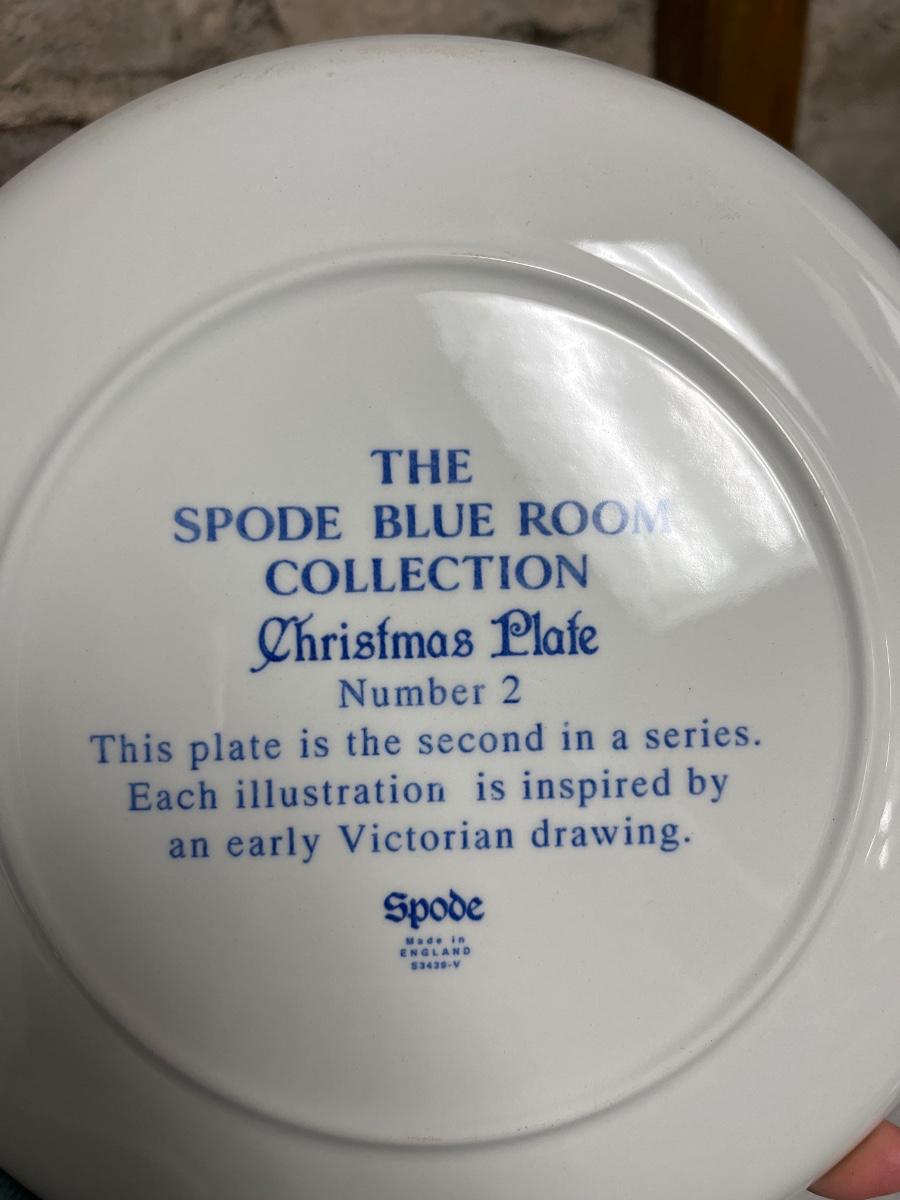 THE
SPODE BLUE ROOM
COLLECTION
Christmas Plate
Number 2
This plate is the second in a series.
Each illustration is inspired by
an early Victorian drawing.
Spode
Made in
ENGLAND
S3439-V